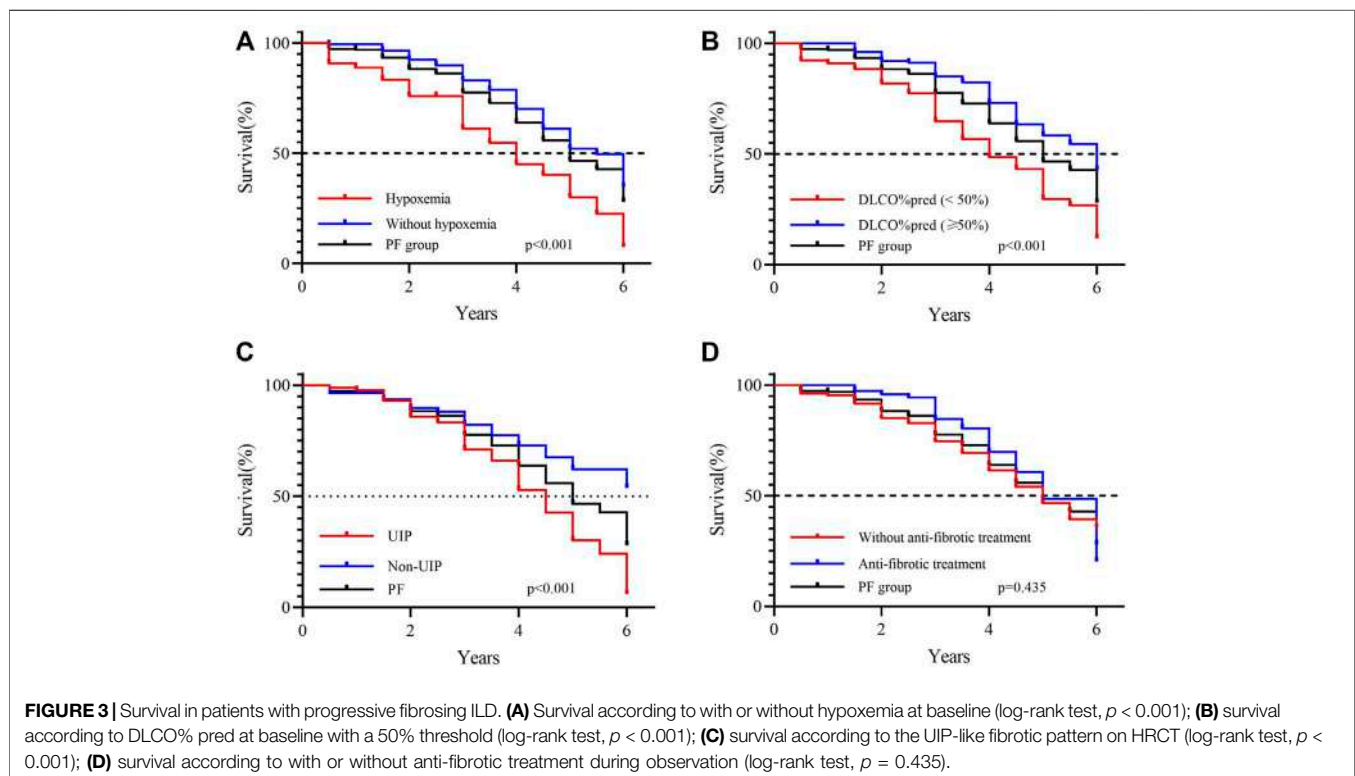 A
100
50
0
Survival(%)
Hypoxemia
Without hypoxemia
PF group
p<0.001
0 2 4 6
Years
B
100
50
0
Survival(%)
DLCO%pred (< 50%)
DLCO%pred (≥50%)
PF group
p<0.001
0 2 4 6
Years
C
100
50
0
Survival(%)
UIP
Non-UIP
PF
p<0.001
0 2 4 6
Years
D
100
50
0
Survival(%)
Without anti-fibrotic treatment
Anti-fibrotic treatment
PF group
p=0.435
0 2 4 6
Years
FIGURE 3 | Survival in patients with progressive fibrosing ILD. (A) Survival according to with or without hypoxemia at baseline (log-rank test, p < 0.001); (B) survival
according to DLCO% pred at baseline with a 50% threshold (log-rank test, p < 0.001); (C) survival according to the UIP-like fibrotic pattern on HRCT (log-rank test, p <
0.001); (D) survival according to with or without anti-fibrotic treatment during observation (log-rank test, p = 0.435).